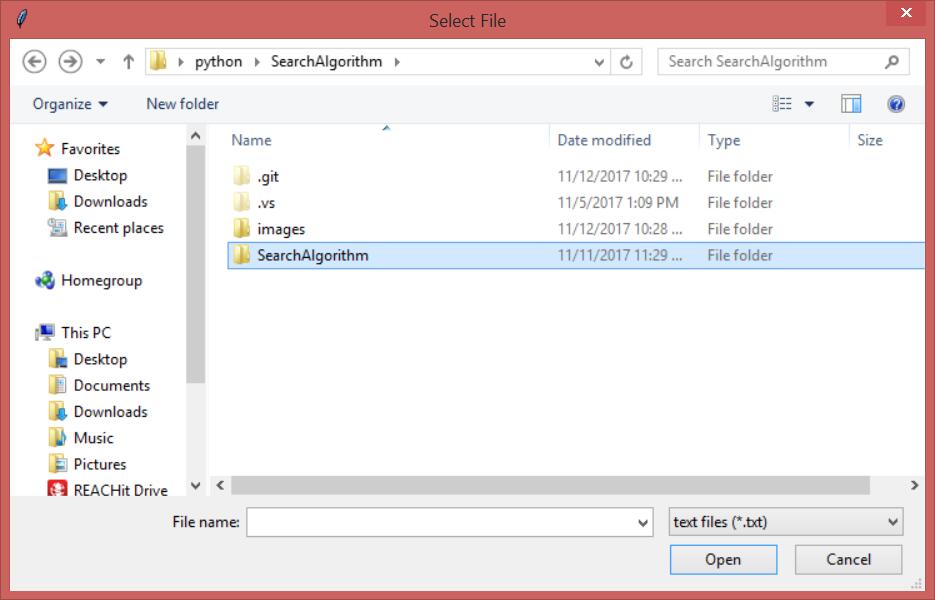 Select File
python SearchAlgorithm
Search SearchAlgorithm
Organize New folder
Name Date modified Type Size
.git 11/12/2017 10:29 ... File folder
.vs 11/5/2017 1:09 PM File folder
images 11/12/2017 10:28 ... File folder
SearchAlgorithm 11/11/2017 11:29 ... File folder
Favorites
Desktop
Downloads
Recent places
Homegroup
This PC
Desktop
Documents
Downloads
Music
Pictures
REACHit Drive
File name:
text files (*.txt)
Open Cancel